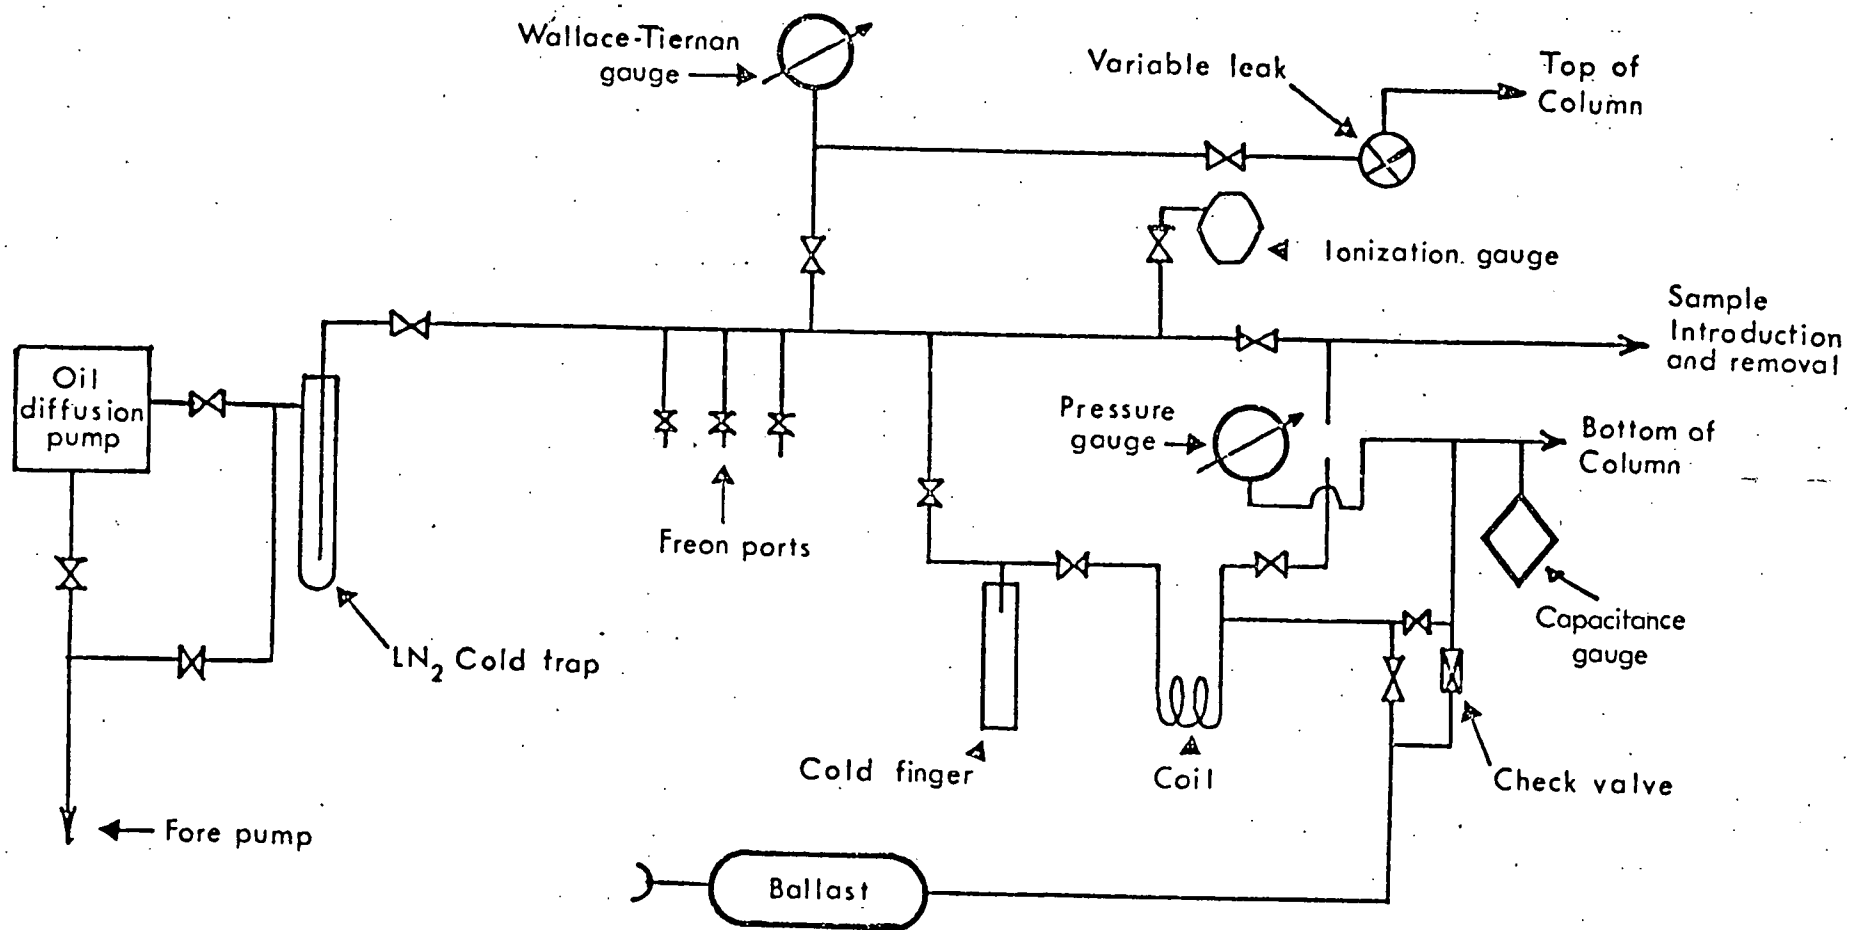 Wallace-Tiernan
gauge
Variable leak
Top of
Column
Ionization. gauge
Sample
Introduction
and removal
Oil
diffusion
pump
Pressure
gauge
Bottom of
Column
Freon ports
Capacitance
gauge
LN2 Cold trap
Cold finger
Coil
Check valve
Fore pump
Ballast